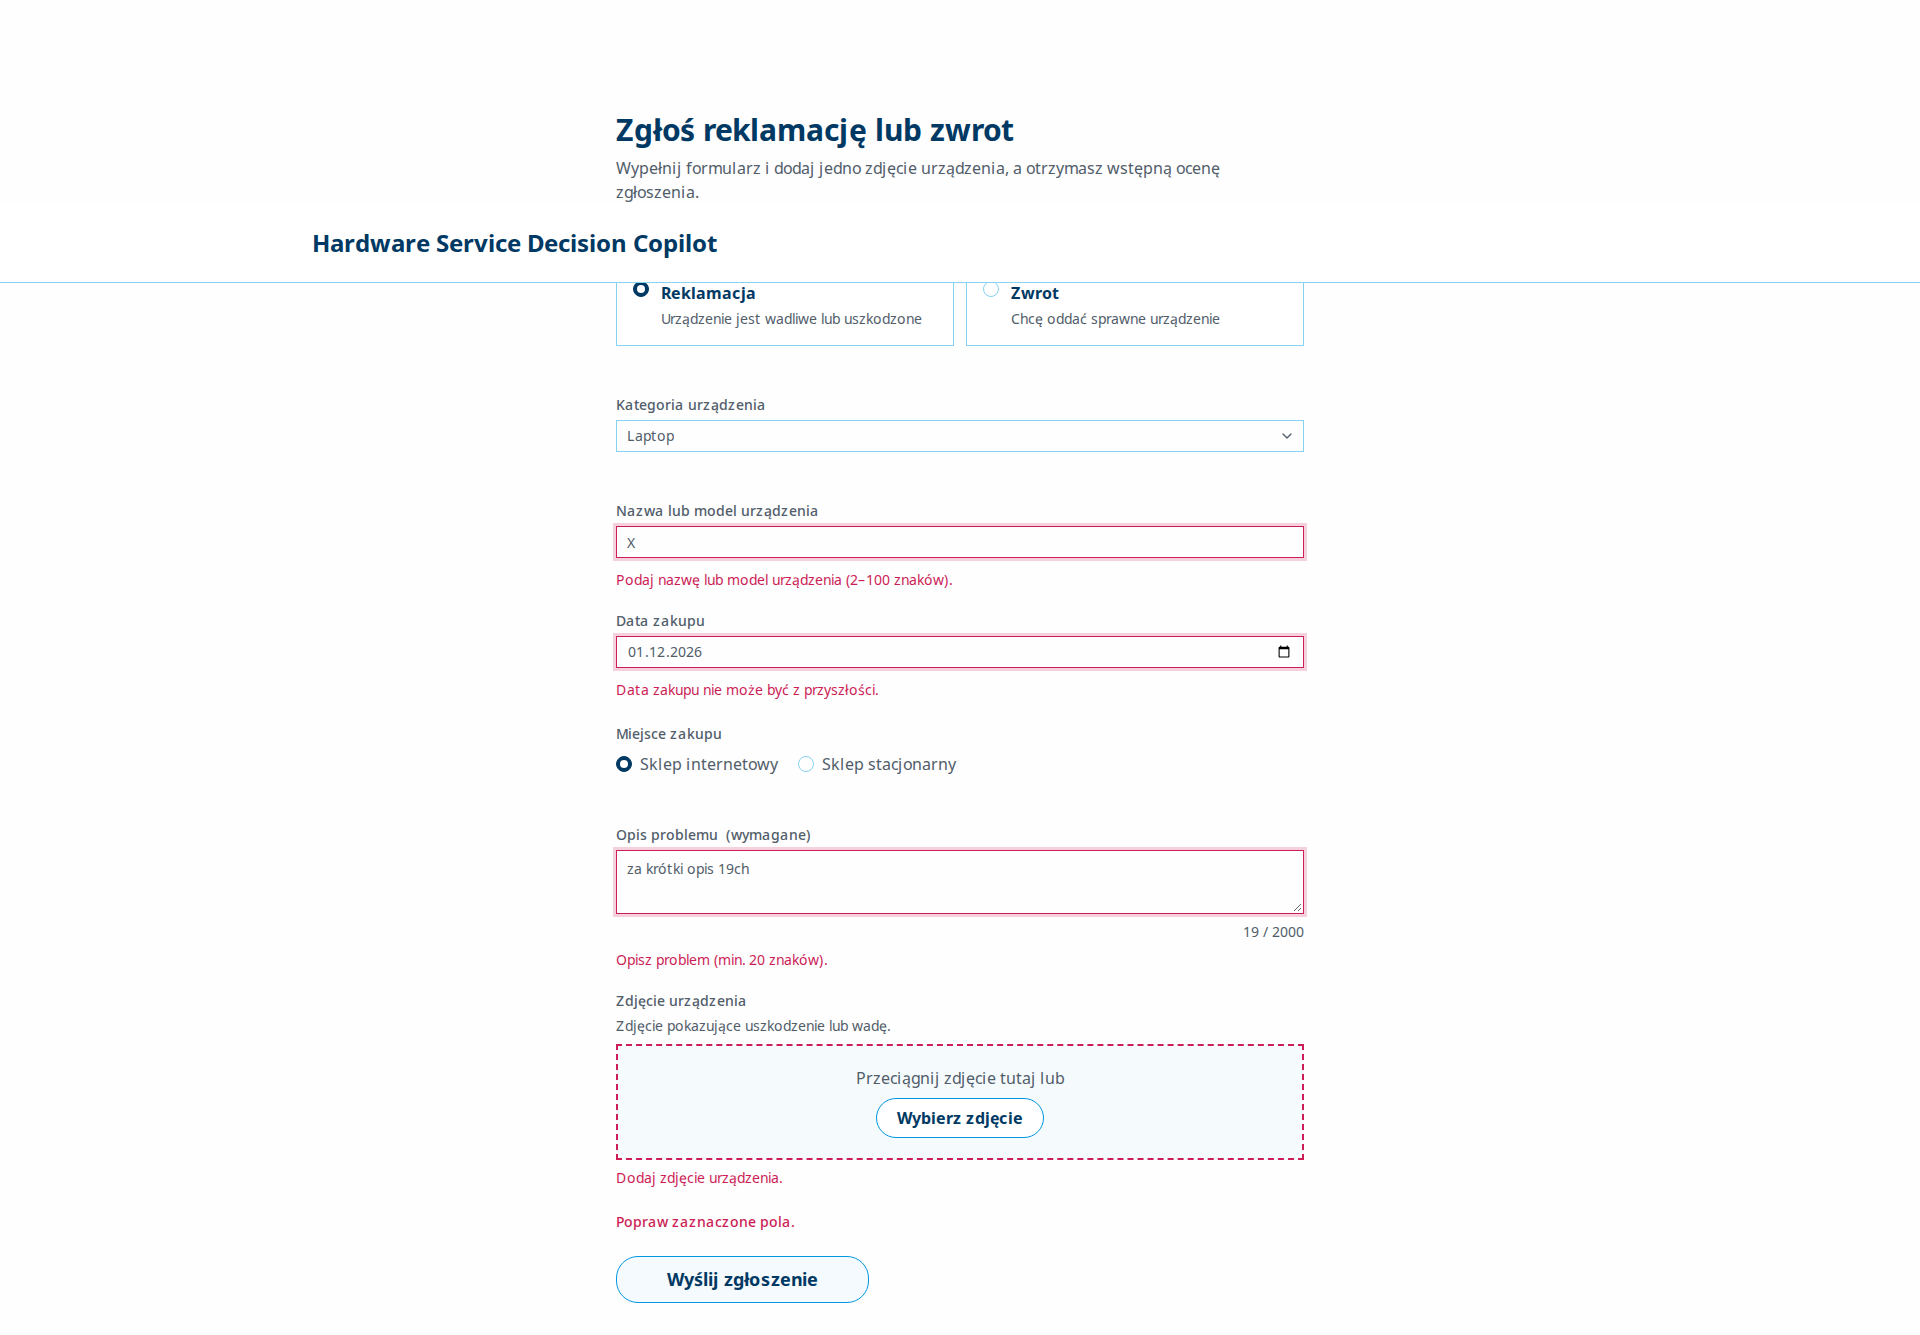 Zgłoś reklamację lub zwrot
Wypełnij formularz i dodaj jedno zdjęcie urządzenia, a otrzymasz wstępną ocenę
zgłoszenia.
Hardware Service Decision Copilot
Reklamacja
Urządzenie jest wadliwe lub uszkodzone
Zwrot
Chcę oddać sprawne urządzenie
Kategoria urządzenia
Laptop
Nazwa lub model urządzenia
X
Podaj nazwę lub model urządzenia (2–100 znaków).
Data zakupu
01.12.2026
Data zakupu nie może być z przyszłości.
Miejsce zakupu
Sklep internetowy Sklep stacjonarny
Opis problemu (wymagane)
za krótki opis 19ch
19 / 2000
Opisz problem (min. 20 znaków).
Zdjęcie urządzenia
Zdjęcie pokazujące uszkodzenie lub wadę.
Przeciągnij zdjęcie tutaj lub
Wybierz zdjęcie
Dodaj zdjęcie urządzenia.
Popraw zaznaczone pola.
Wyślij zgłoszenie